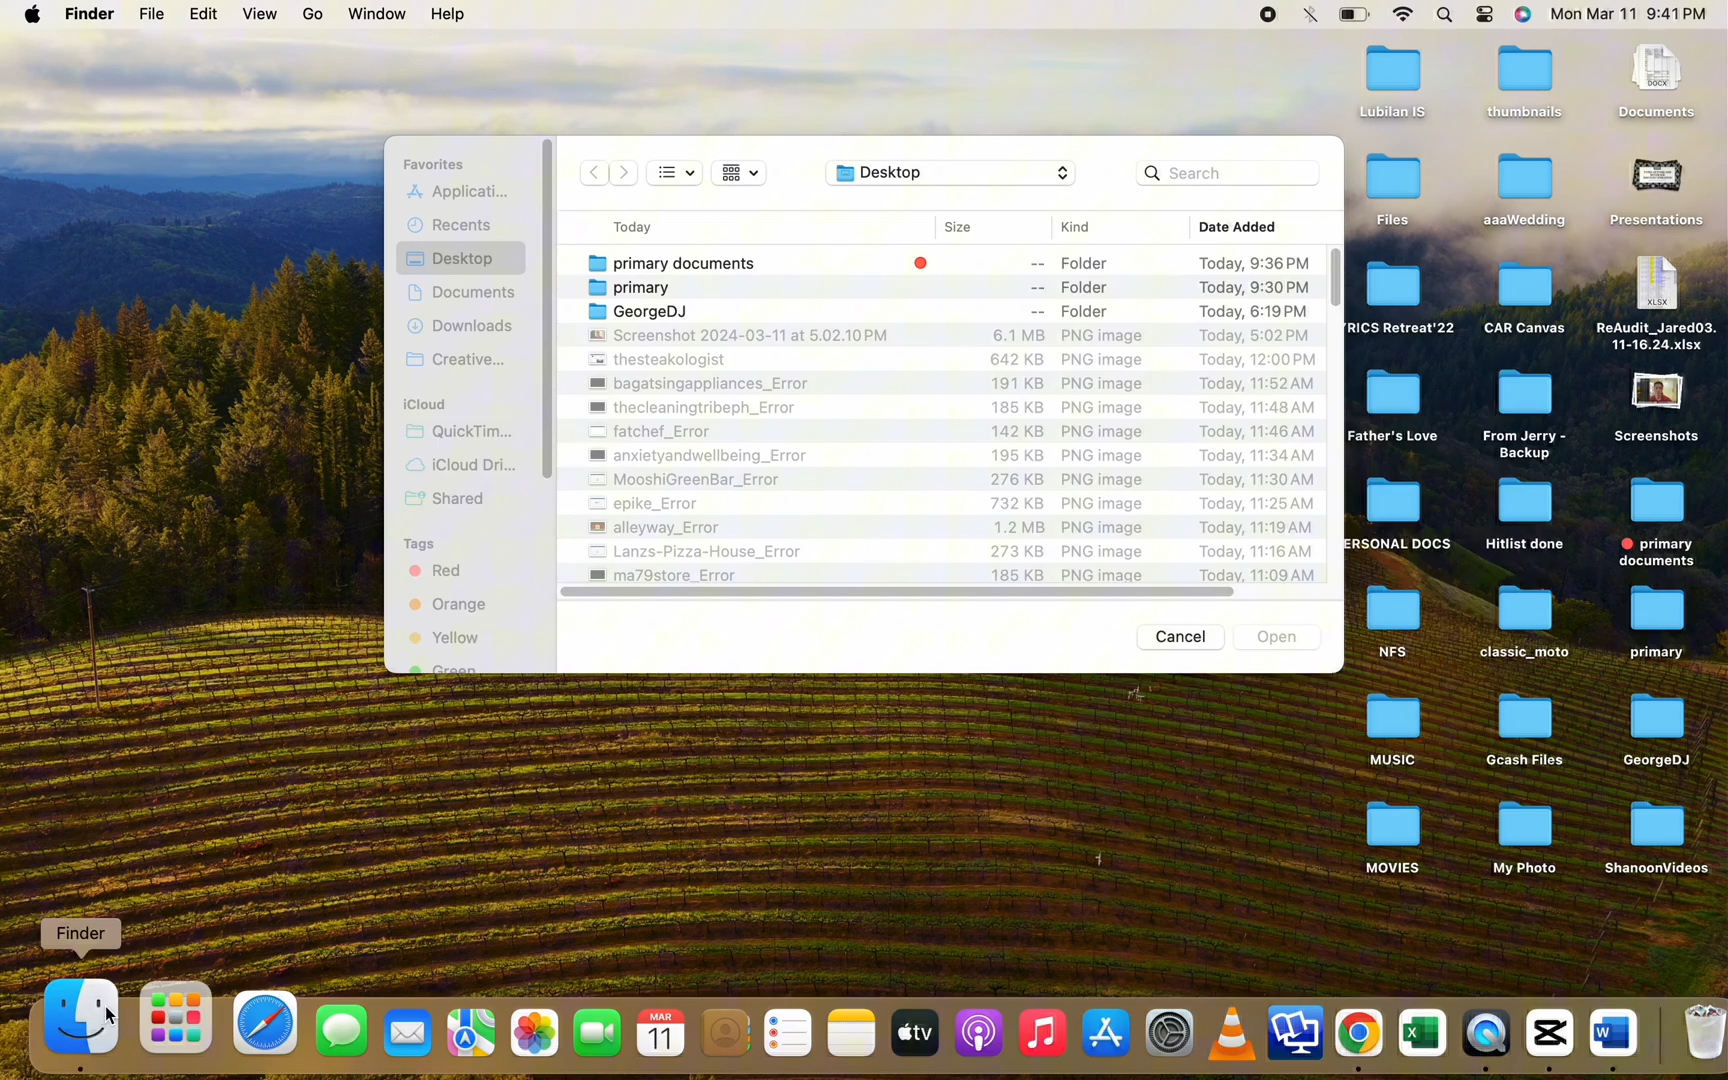 Finder File Edit View Go Window Help Mon Mar 11 9:41 PM
Favorites
Applicati...
Recents
Desktop
Documents
Downloads
Creative...
iCloud
QuickTim...
iCloud Dri...
Shared
Tags
Red
Orange
Yellow
Green
Desktop
Search
Today Size Kind Date Added
primary documents -- Folder Today, 9:36 PM
primary -- Folder Today, 9:30 PM
GeorgeDJ -- Folder Today, 6:19 PM
Screenshot 2024-03-11 at 5.02.10 PM 6.1 MB PNG image Today, 5:02 PM
thesteakologist 642 KB PNG image Today, 12:00 PM
bagatsingappliances_Error 191 KB PNG image Today, 11:52 AM
thecleaningtribeph_Error 185 KB PNG image Today, 11:48 AM
fatchef_Error 142 KB PNG image Today, 11:46 AM
anxietyandwellbeing_Error 195 KB PNG image Today, 11:34 AM
MooshiGreenBar_Error 276 KB PNG image Today, 11:30 AM
epike_Error 732 KB PNG image Today, 11:25 AM
alleyway_Error 1.2 MB PNG image Today, 11:19 AM
Lanzs-Pizza-House_Error 273 KB PNG image Today, 11:16 AM
ma79store_Error 185 KB PNG image Today, 11:09 AM
Cancel Open
Lubilan IS thumbnails Documents
DOCX
Files aaaWedding Presentations
XLSX
YRICS Retreat'22 CAR Canvas ReAudit_Jared03.
11-16.24.xlsx
Father's Love From Jerry - Screenshots
Backup
ERSONAL DOCS Hitlist done primary
documents
NFS classic_moto primary
MUSIC Gcash Files GeorgeDJ
MOVIES My Photo ShanoonVideos
Finder
MAR
11
tv
X
W